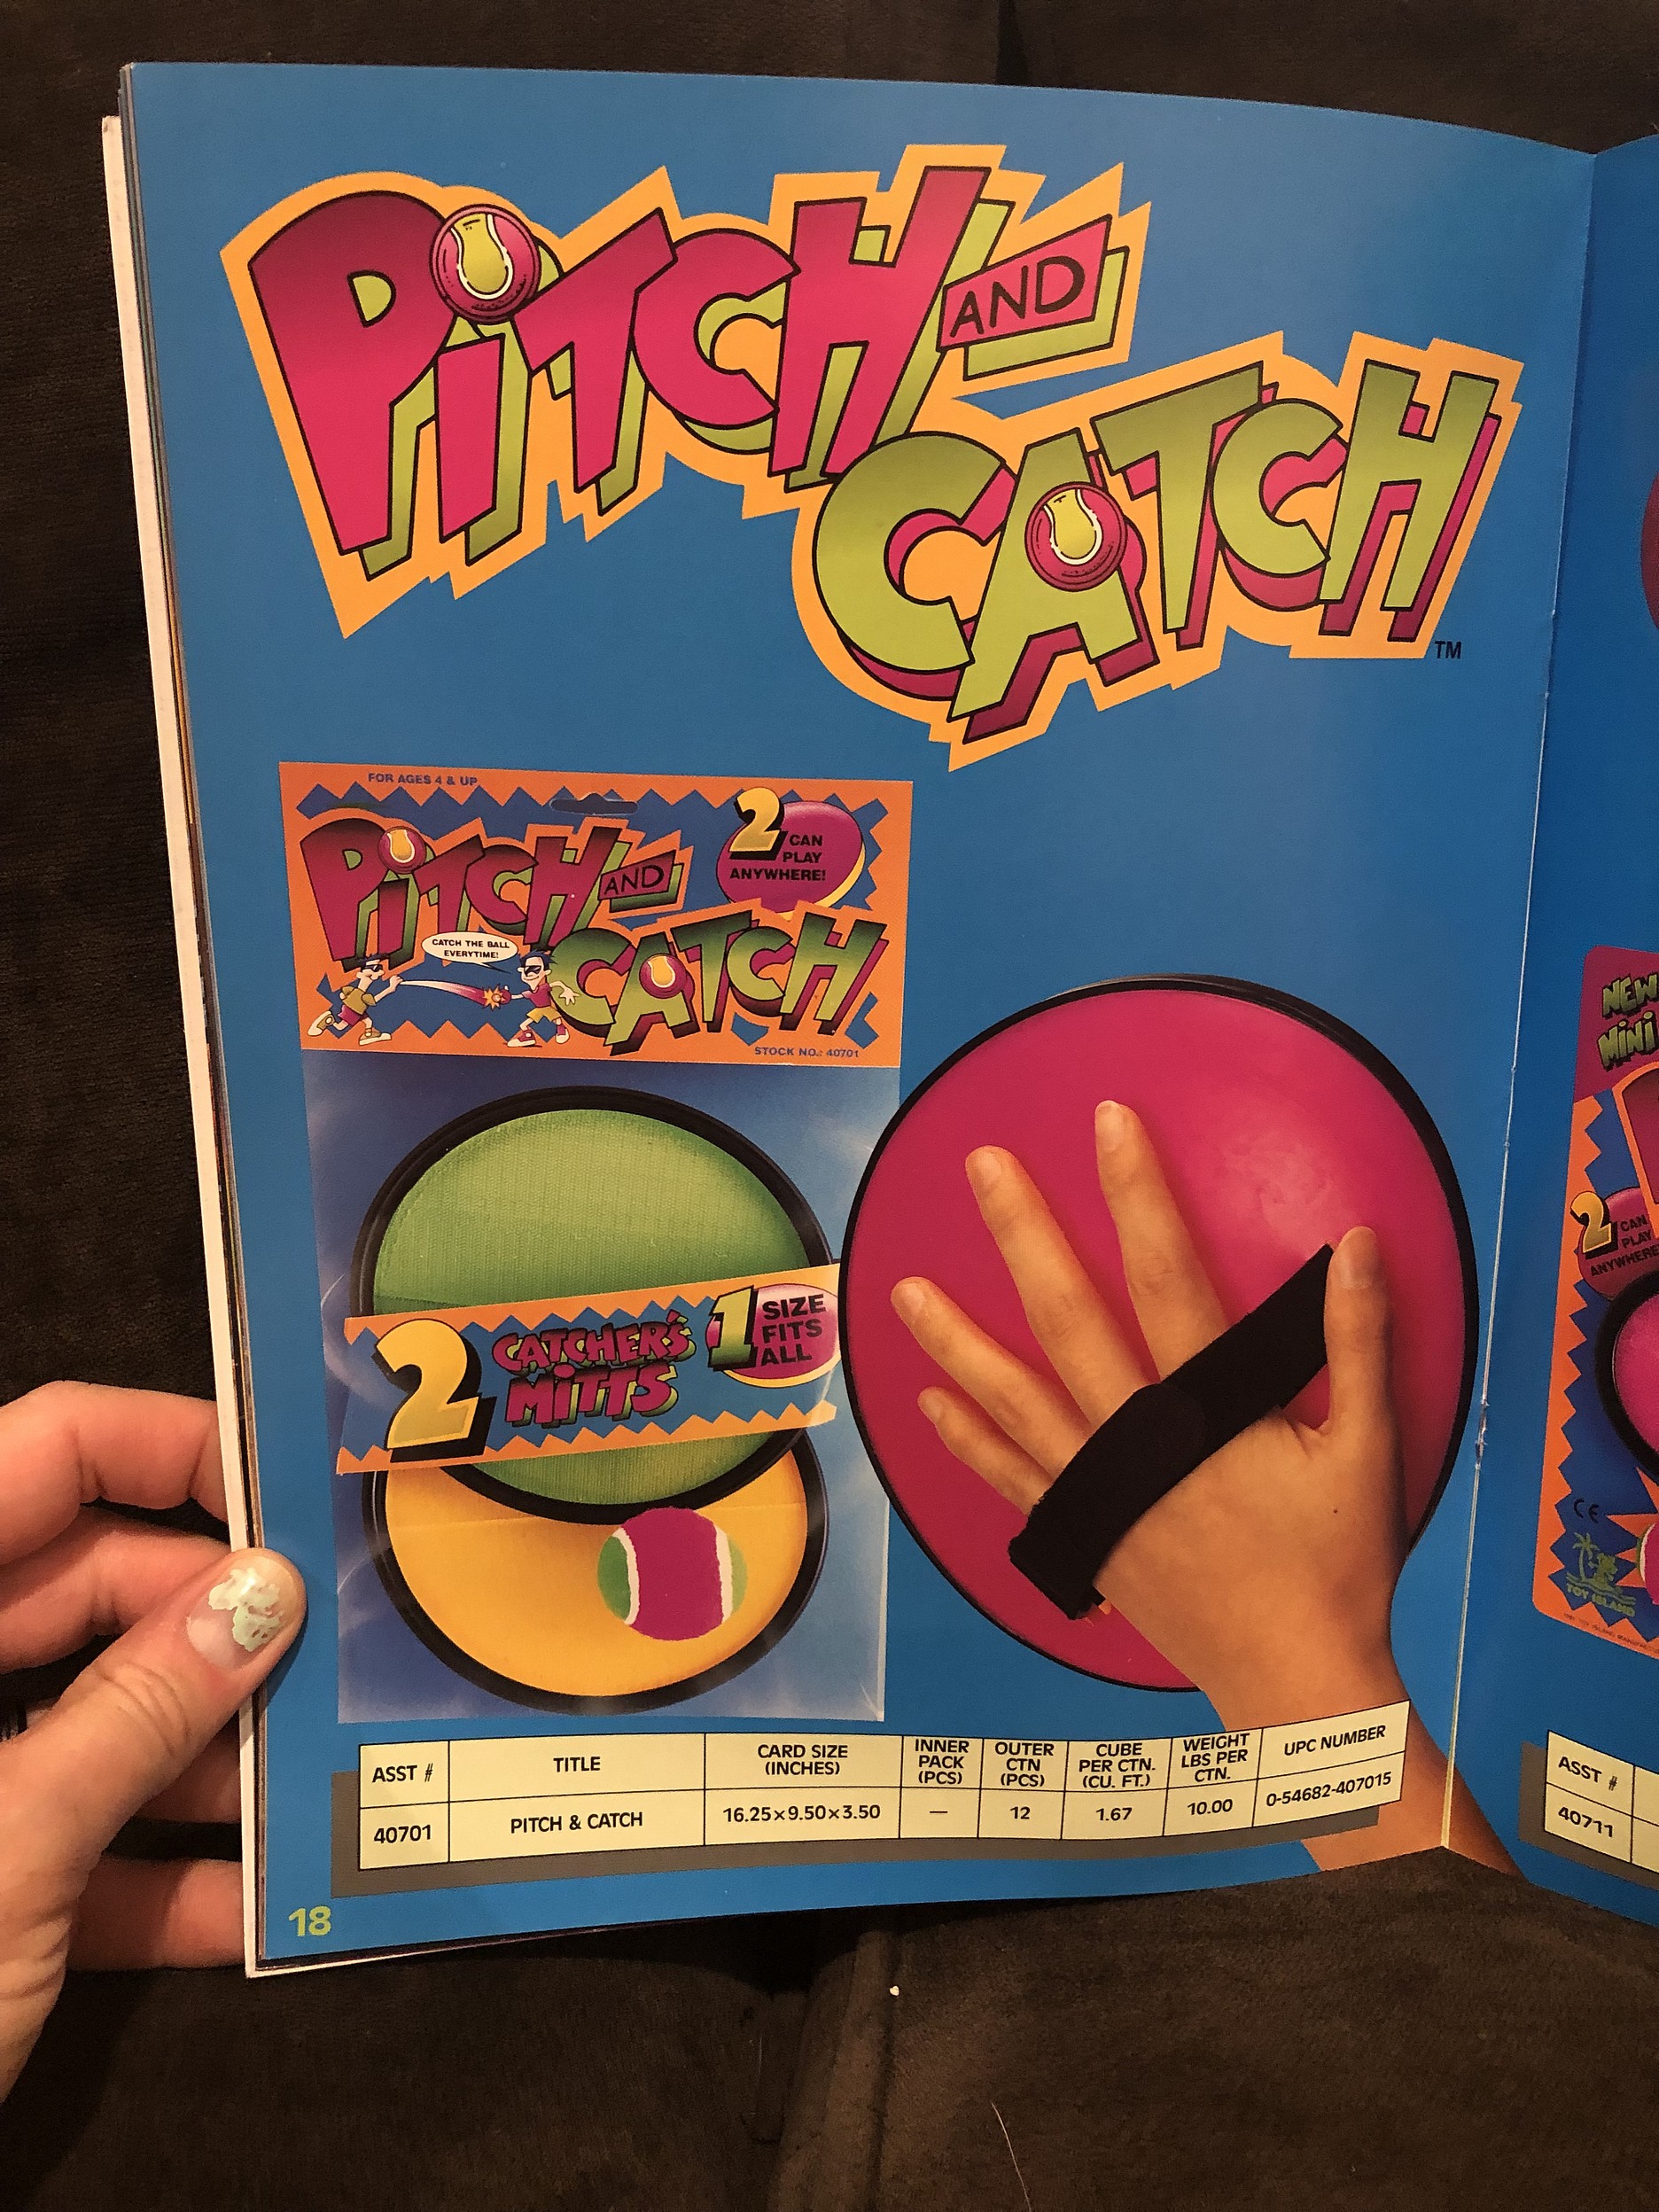 PiTCH AND
CATCH
TM
FOR AGES 4 & UP
PiTCH AND
CATCH
2 CAN
PLAY
ANYWHERE!
CATCH THE BALL
EVERYTIME!
STOCK NO.: 40701
2 CATCHER'S
MiTTS
1 SIZE
FITS
ALL
ASST # TITLE CARD SIZE (INCHES) INNER PACK (PCS) OUTER CTN (PCS) CUBE PER CTN. (CU. FT.) WEIGHT LBS PER CTN. UPC NUMBER
40701 PITCH & CATCH 16.25×9.50×3.50 — 12 1.67 10.00 0-54682-407015
18
NEW
MiNi
2 CAN
PLAY
ANYWHERE
CE
TOY ISLAND
ASST #
40711